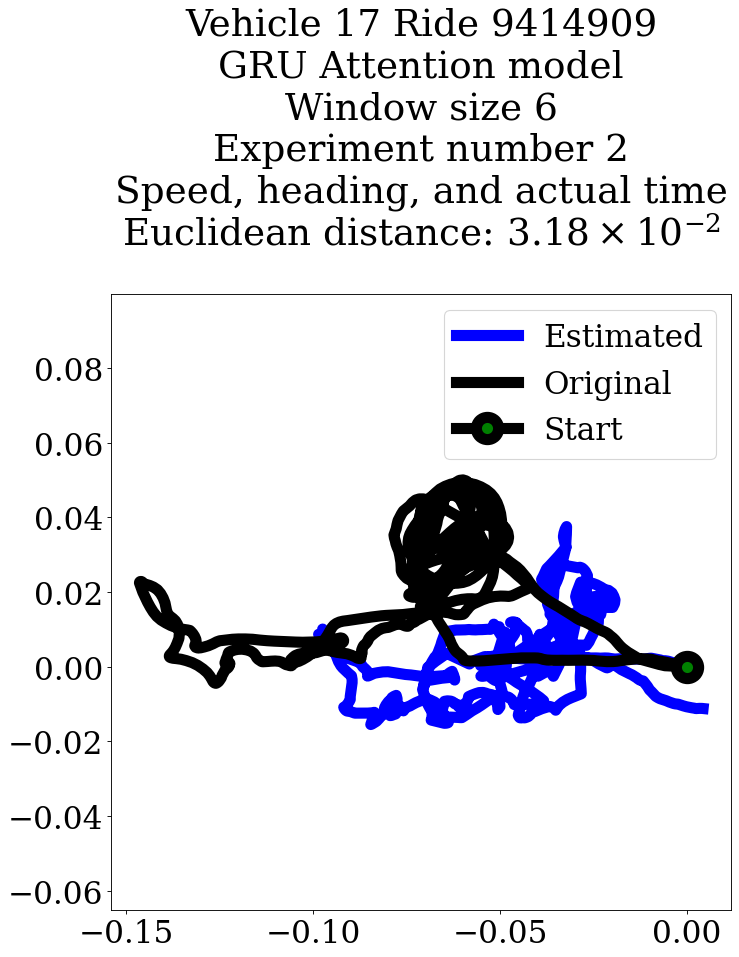 Vehicle 17 Ride 9414909
GRU Attention model
Window size 6
Experiment number 2
Speed, heading, and actual time
Euclidean distance: 3.18 × 10⁻²
Estimated
Original
Start
0.08
0.06
0.04
0.02
0.00
−0.02
−0.04
−0.06
−0.15
−0.10
−0.05
0.00